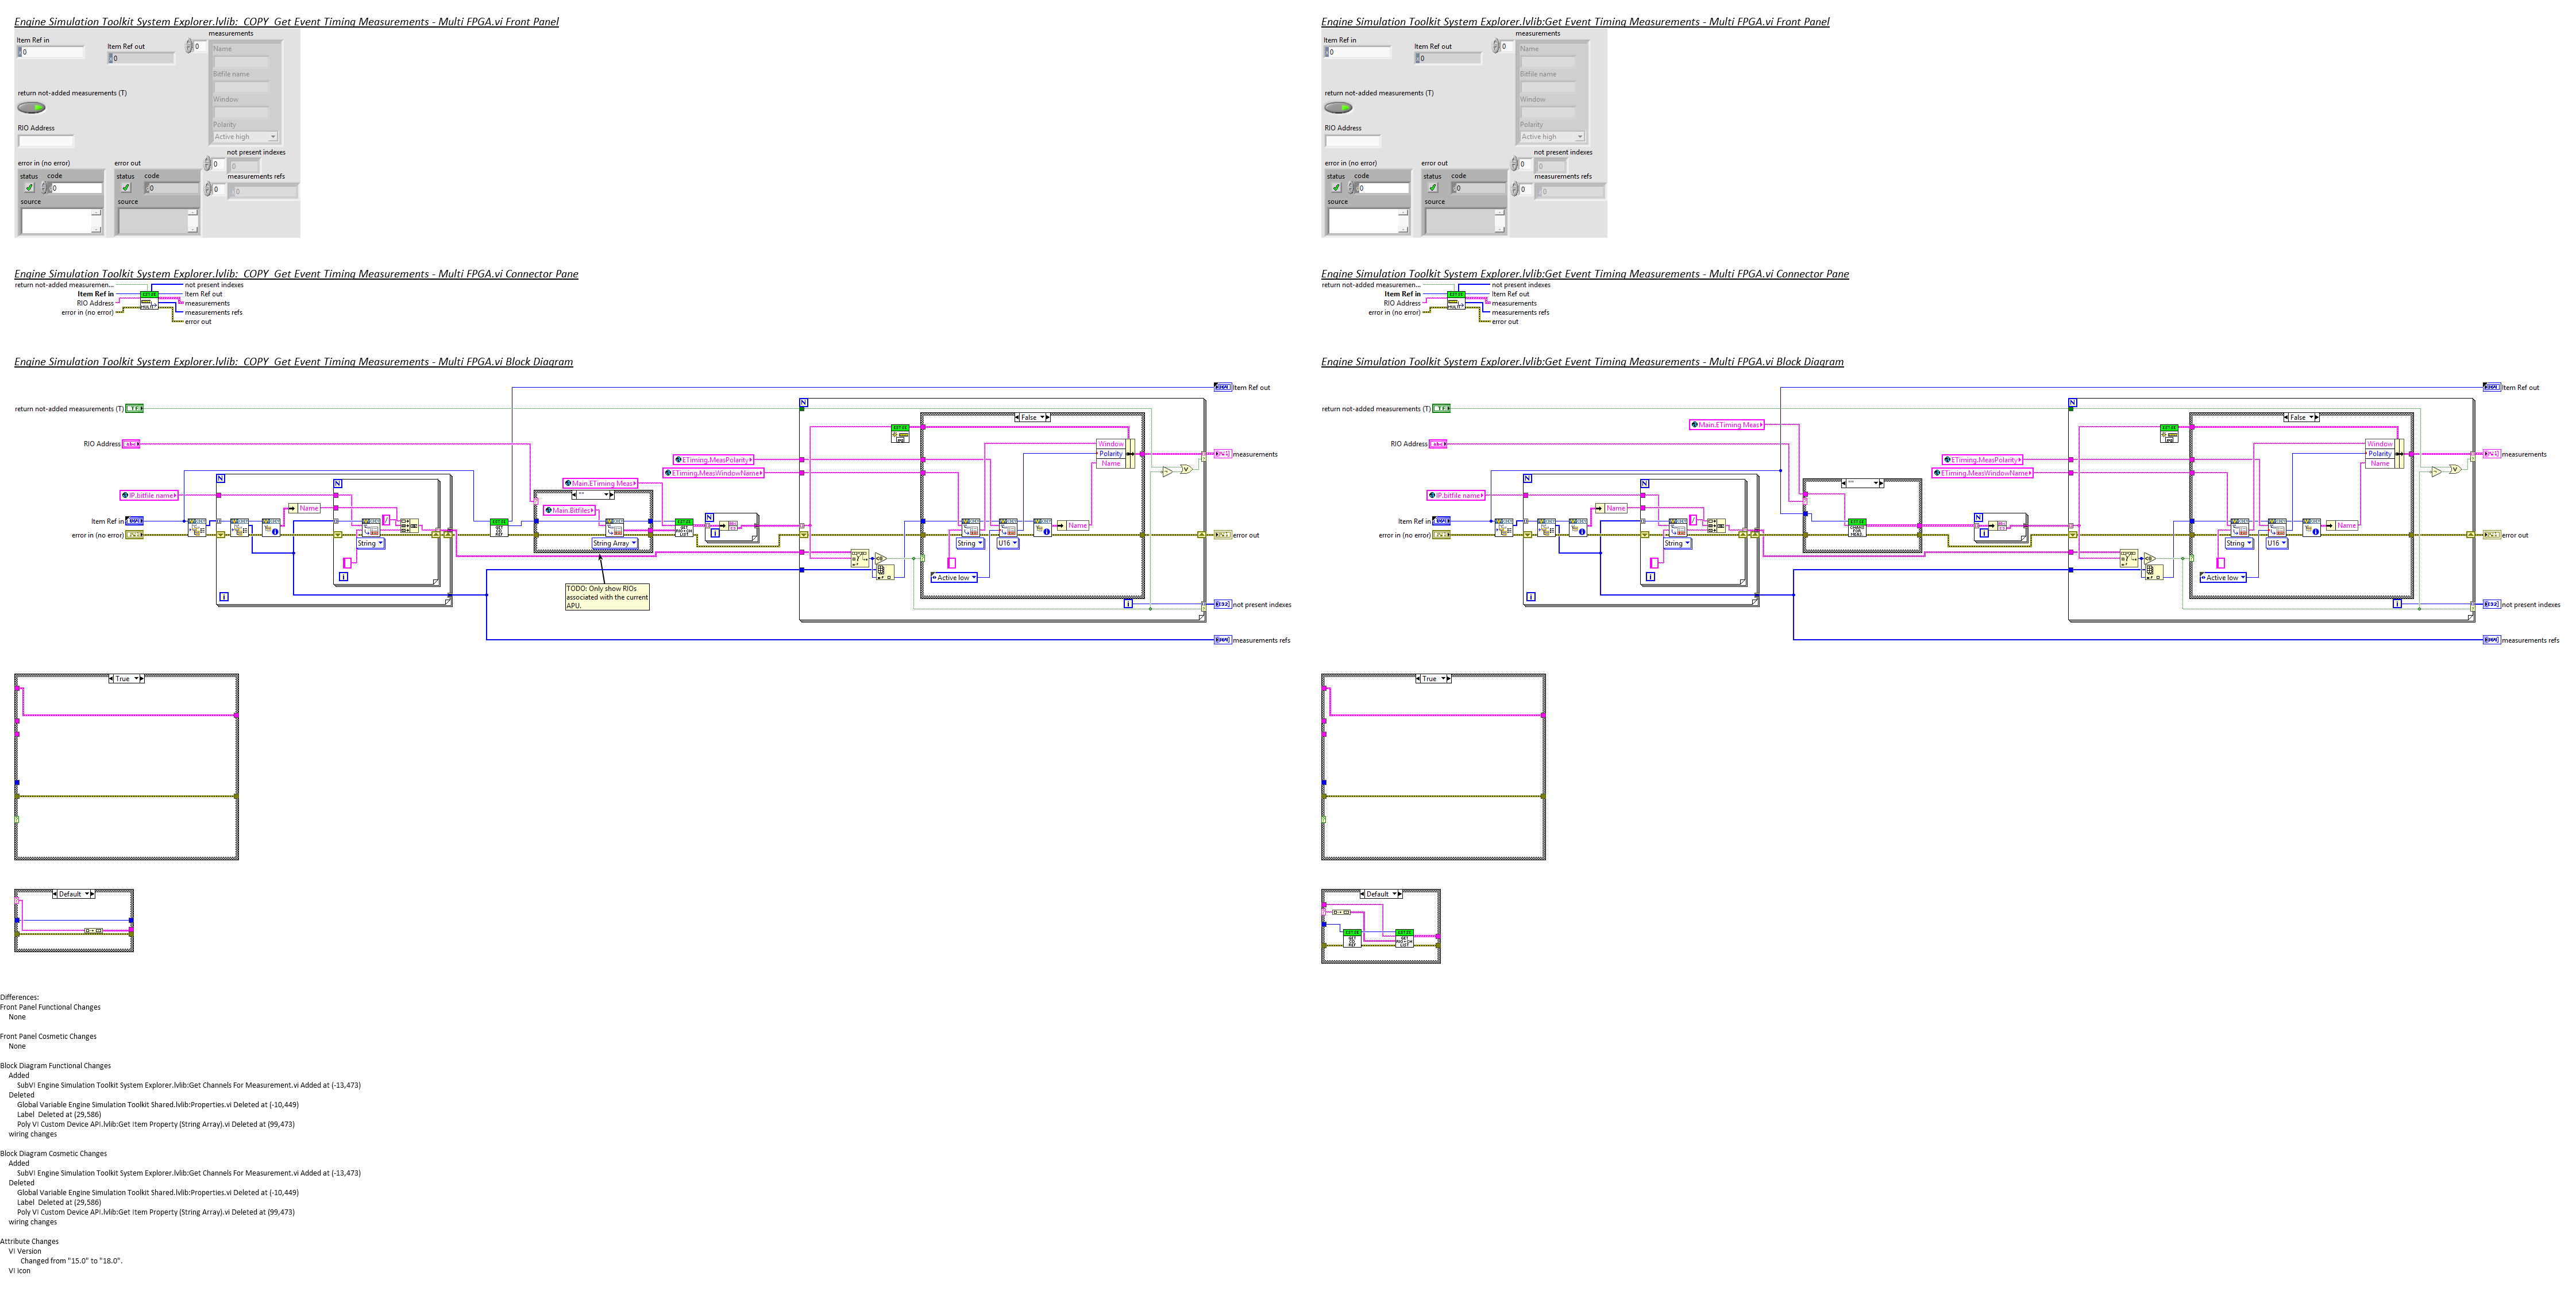 Engine Simulation Toolkit System Explorer.lvlib:_COPY_Get Event Timing Measurements - Multi FPGA.vi Front Panel
Item Ref in
0
Item Ref out
0
measurements
0
Name
Bitfile name
Window
Polarity
Active high
return not-added measurements (T)
RIO Address
not present indexes
0
0
measurements refs
0
0
error in (no error)
status
code
0
source
error out
status
code
0
source
Engine Simulation Toolkit System Explorer.lvlib:Get Event Timing Measurements - Multi FPGA.vi Front Panel
Item Ref in
0
Item Ref out
0
measurements
0
Name
Bitfile name
Window
Polarity
Active high
return not-added measurements (T)
RIO Address
not present indexes
0
0
measurements refs
0
0
error in (no error)
status
code
0
source
error out
status
code
0
source
Engine Simulation Toolkit System Explorer.lvlib:_COPY_Get Event Timing Measurements - Multi FPGA.vi Connector Pane
return not-added measuremen...
Item Ref in
RIO Address
error in (no error)
not present indexes
Item Ref out
measurements
measurements refs
error out
Engine Simulation Toolkit System Explorer.lvlib:Get Event Timing Measurements - Multi FPGA.vi Connector Pane
return not-added measuremen...
Item Ref in
RIO Address
error in (no error)
not present indexes
Item Ref out
measurements
measurements refs
error out
Engine Simulation Toolkit System Explorer.lvlib:_COPY_Get Event Timing Measurements - Multi FPGA.vi Block Diagram
Item Ref out
return not-added measurements (T)
N
False
RIO Address
Window
Polarity
Name
measurements
ETiming.MeasPolarity
ETiming.MeasWindowName
Main.ETiming Meas
N
N
IP.bitfile name
Name
""
Main.Bitfiles
N
i
Item Ref in
error in (no error)
String
String Array
String
U16
Name
error out
i
Active low
TODO: Only show RIOs
associated with the current
APU.
i
i
not present indexes
measurements refs
Engine Simulation Toolkit System Explorer.lvlib:Get Event Timing Measurements - Multi FPGA.vi Block Diagram
Item Ref out
return not-added measurements (T)
N
False
Main.ETiming Meas
RIO Address
Window
Polarity
Name
measurements
ETiming.MeasPolarity
ETiming.MeasWindowName
N
N
IP.bitfile name
Name
""
N
i
Item Ref in
error in (no error)
String
String
U16
Name
error out
i
Active low
i
i
not present indexes
measurements refs
True
True
Default
Default
Differences:
Front Panel Functional Changes
None
Front Panel Cosmetic Changes
None
Block Diagram Functional Changes
Added
SubVI Engine Simulation Toolkit System Explorer.lvlib:Get Channels For Measurement.vi Added at (-13,473)
Deleted
Global Variable Engine Simulation Toolkit Shared.lvlib:Properties.vi Deleted at (-10,449)
Label  Deleted at (29,586)
Poly VI Custom Device API.lvlib:Get Item Property (String Array).vi Deleted at (99,473)
wiring changes
Block Diagram Cosmetic Changes
Added
SubVI Engine Simulation Toolkit System Explorer.lvlib:Get Channels For Measurement.vi Added at (-13,473)
Deleted
Global Variable Engine Simulation Toolkit Shared.lvlib:Properties.vi Deleted at (-10,449)
Label  Deleted at (29,586)
Poly VI Custom Device API.lvlib:Get Item Property (String Array).vi Deleted at (99,473)
wiring changes
Attribute Changes
VI Version
Changed from "15.0" to "18.0".
VI icon